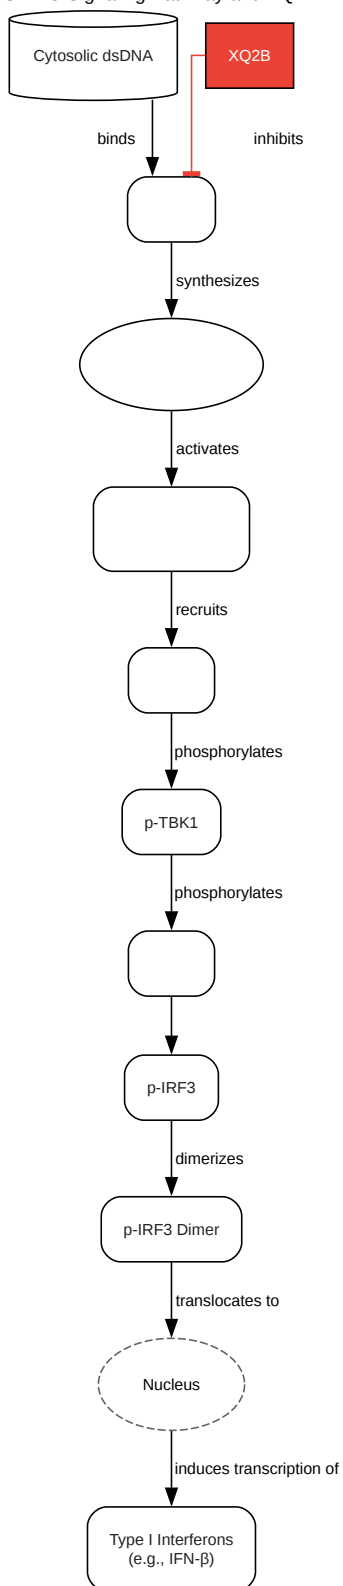 Cytosolic dsDNA
XQ2B
binds
inhibits
synthesizes
activates
recruits
phosphorylates
p-TBK1
phosphorylates
p-IRF3
dimerizes
p-IRF3 Dimer
translocates to
Nucleus
induces transcription of
Type I Interferons
(e.g., IFN-β)